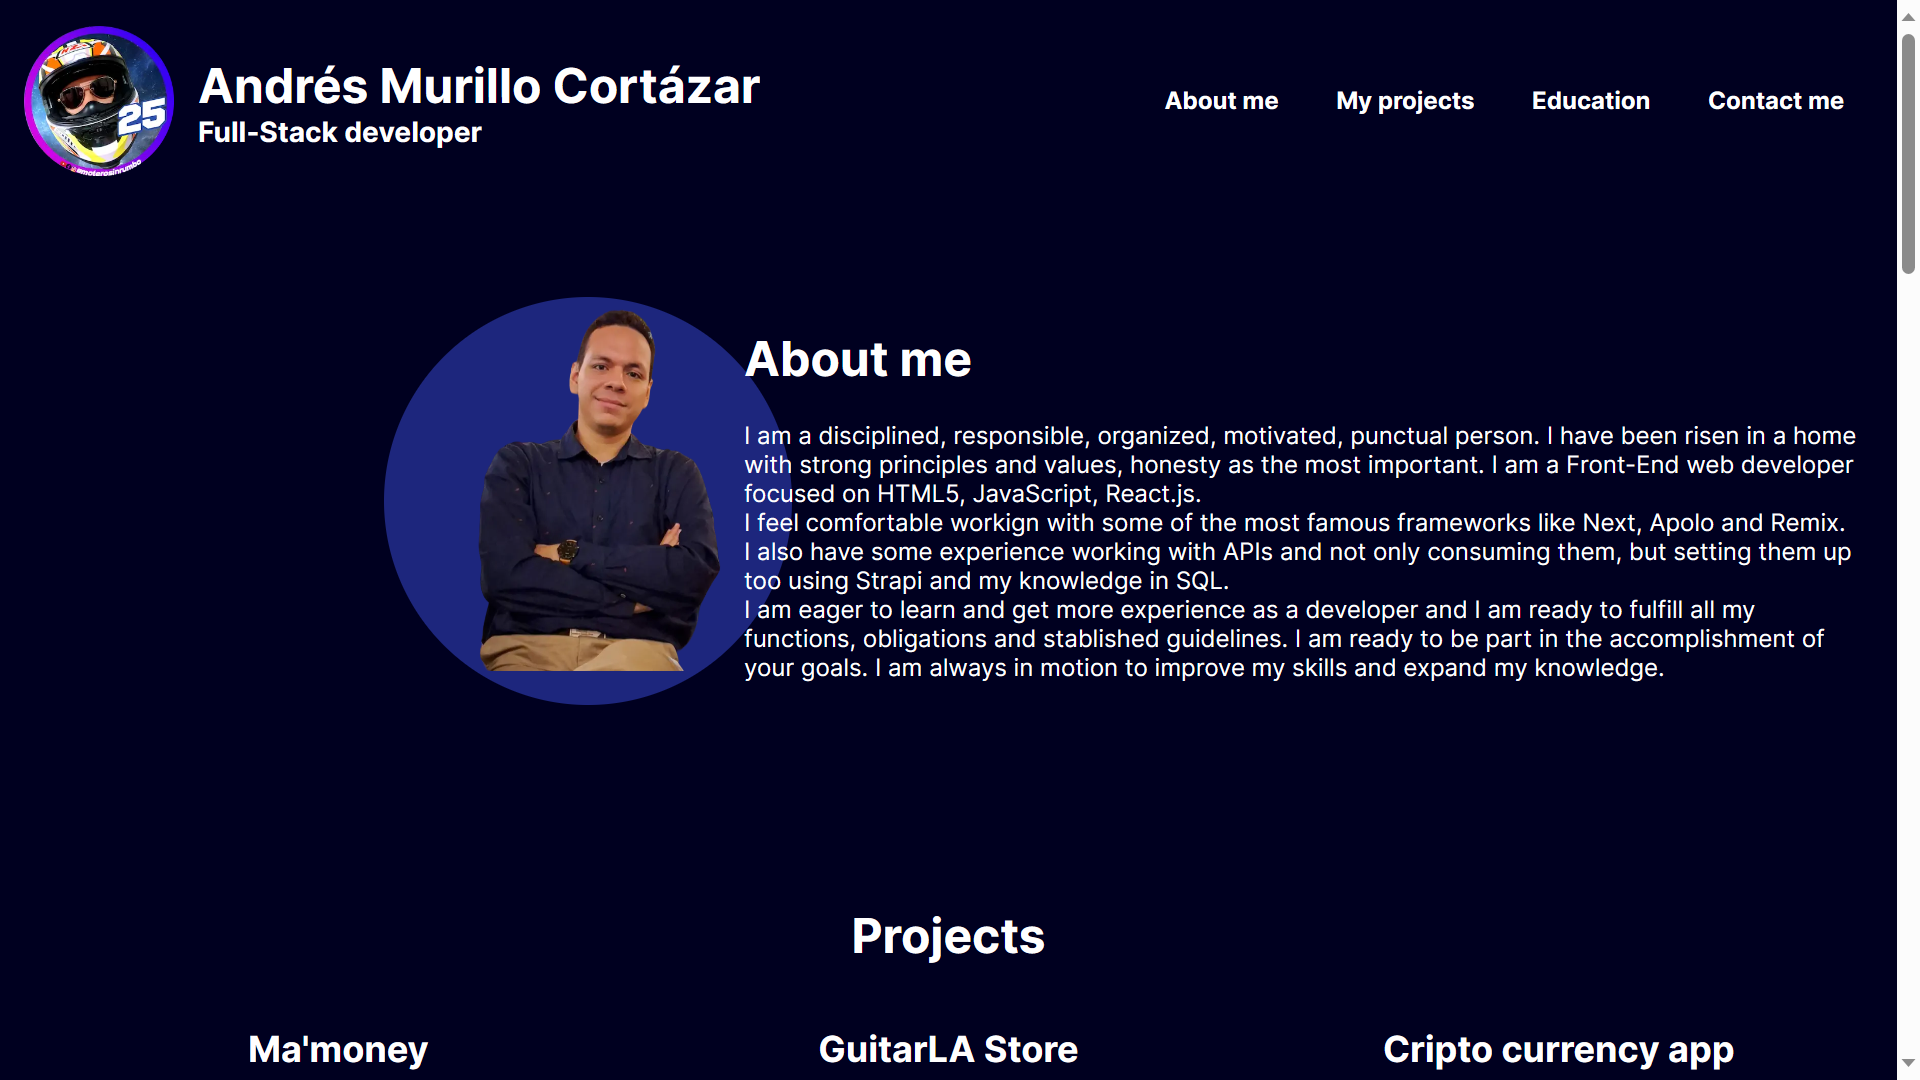 25
@moterosinrumbo
Andrés Murillo Cortázar
Full-Stack developer
About me
My projects
Education
Contact me
About me
I am a disciplined, responsible, organized, motivated, punctual person. I have been risen in a home
with strong principles and values, honesty as the most important. I am a Front-End web developer
focused on HTML5, JavaScript, React.js.
I feel comfortable workign with some of the most famous frameworks like Next, Apolo and Remix.
I also have some experience working with APIs and not only consuming them, but setting them up
too using Strapi and my knowledge in SQL.
I am eager to learn and get more experience as a developer and I am ready to fulfill all my
functions, obligations and stablished guidelines. I am ready to be part in the accomplishment of
your goals. I am always in motion to improve my skills and expand my knowledge.
Projects
Ma'money
GuitarLA Store
Cripto currency app